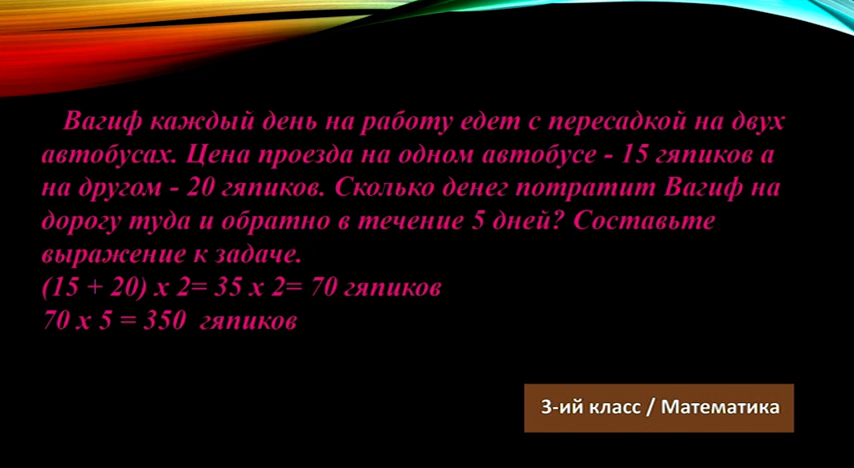 Вагиф каждый день на работу едет с пересадкой на двух
автобусах. Цена проезда на одном автобусе - 15 гяпиков а
на другом - 20 гяпиков. Сколько денег потратит Вагиф на
дорогу туда и обратно в течение 5 дней? Составьте
выражение к задаче.
(15 + 20) х 2= 35 х 2= 70 гяпиков
70 х 5 = 350 гяпиков
3-ий класс / Математика